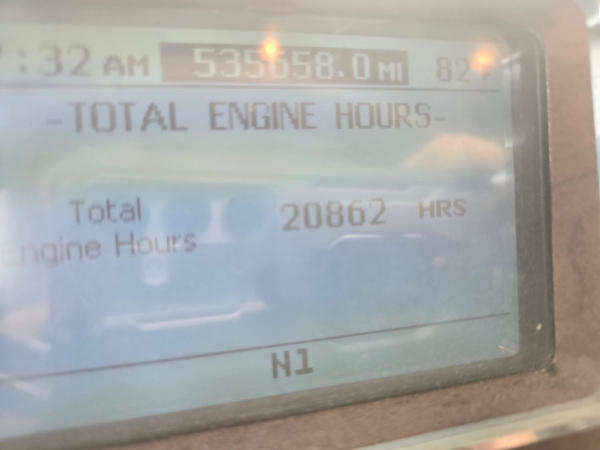 :32 AM 535658.0 MI 82
-TOTAL ENGINE HOURS-
Total
Engine Hours 20862 HRS
N1